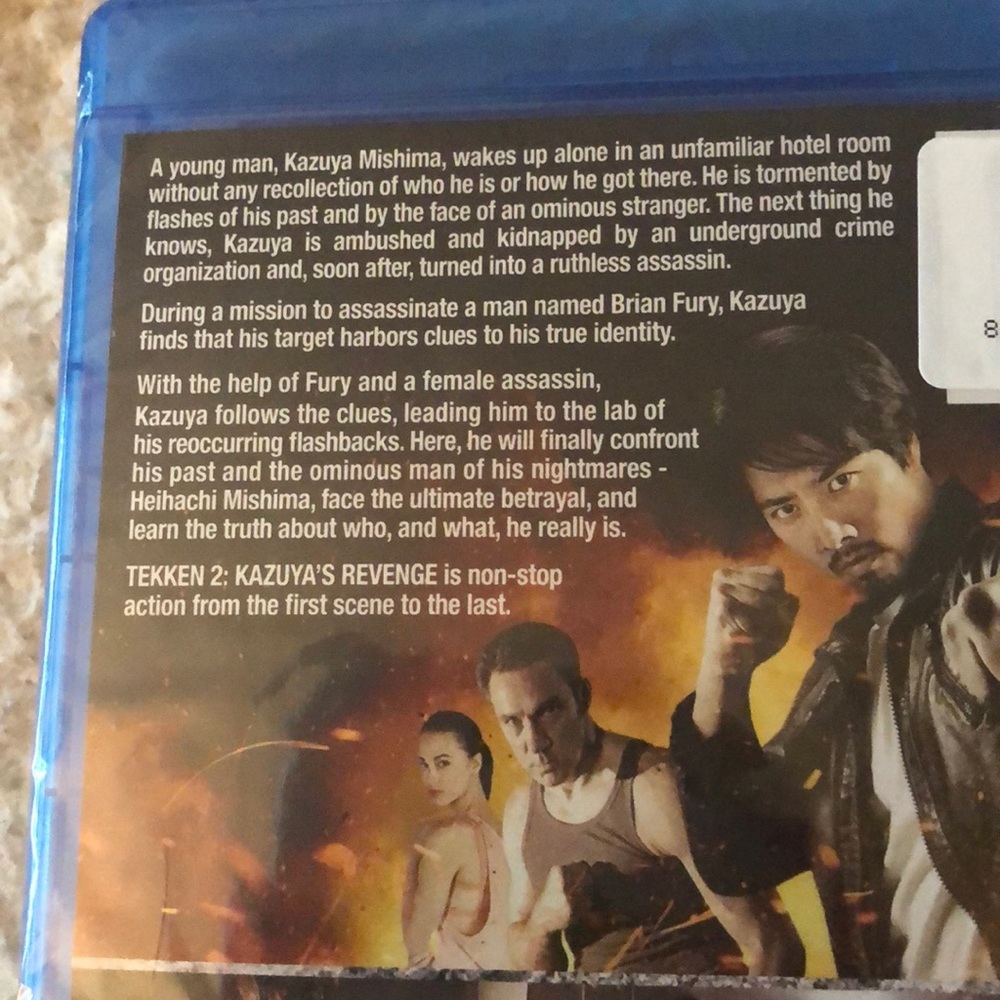 A young man, Kazuya Mishima, wakes up alone in an unfamiliar hotel room
without any recollection of who he is or how he got there. He is tormented by
flashes of his past and by the face of an ominous stranger. The next thing he
knows, Kazuya is ambushed and kidnapped by an underground crime
organization and, soon after, turned into a ruthless assassin.
During a mission to assassinate a man named Brian Fury, Kazuya
finds that his target harbors clues to his true identity.
With the help of Fury and a female assassin,
Kazuya follows the clues, leading him to the lab of
his reoccurring flashbacks. Here, he will finally confront
his past and the ominous man of his nightmares -
Heihachi Mishima, face the ultimate betrayal, and
learn the truth about who, and what, he really is.
TEKKEN 2: KAZUYA'S REVENGE is non-stop
action from the first scene to the last.
8